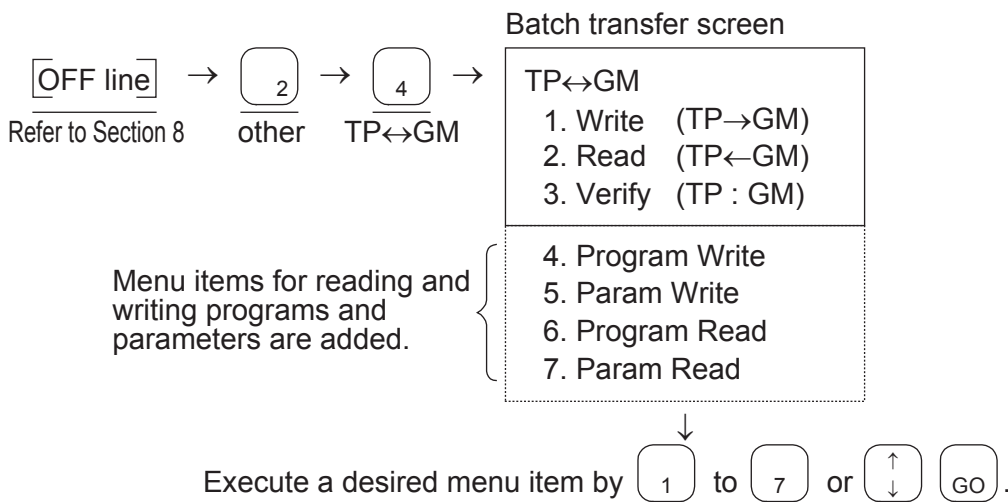 Batch transfer screen
OFF line → 2 → 4 →
Refer to Section 8 other TP↔GM
TP↔GM
1. Write (TP→GM)
2. Read (TP←GM)
3. Verify (TP : GM)
Menu items for reading and
writing programs and
parameters are added.
4. Program Write
5. Param Write
6. Program Read
7. Param Read
↓
Execute a desired menu item by 1 to 7 or ↑ ↓ GO .